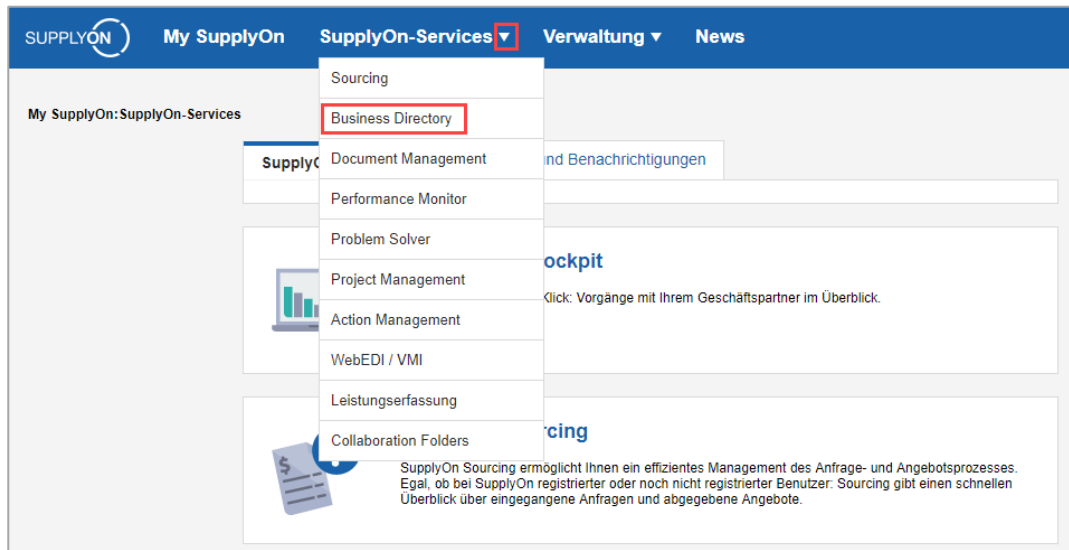 SUPPLYON My SupplyOn SupplyOn-Services ▼ Verwaltung ▼ News
Sourcing
Business Directory
Document Management
Performance Monitor
Problem Solver
Project Management
Action Management
WebEDI / VMI
Leistungserfassung
Collaboration Folders
My SupplyOn:SupplyOn-Services
und Benachrichtigungen
ockpit
Klick: Vorgänge mit Ihrem Geschäftspartner im Überblick.
rcing
SupplyOn Sourcing ermöglicht Ihnen ein effizientes Management des Anfrage- und Angebotsprozesses.
Egal, ob bei SupplyOn registrierter oder noch nicht registrierter Benutzer: Sourcing gibt einen schnellen
Überblick über eingegangene Anfragen und abgegebene Angebote.